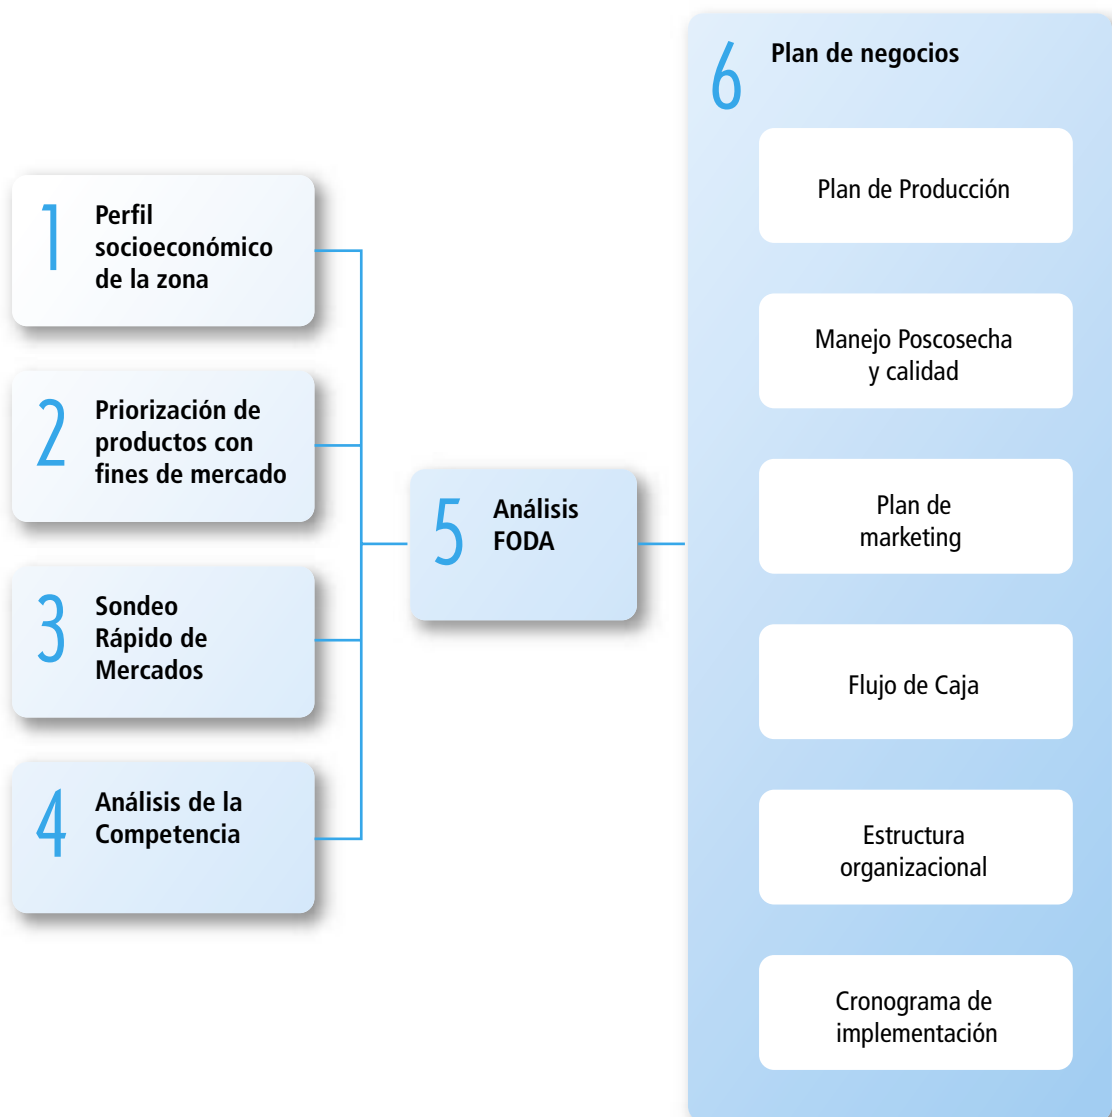 1
Perfil
socioeconómico
de la zona
2
Priorización de
productos con
fines de mercado
3
Sondeo
Rápido de
Mercados
4
Análisis de la
Competencia
5
Análisis
FODA
6
Plan de negocios
Plan de Producción
Manejo Poscosecha
y calidad
Plan de
marketing
Flujo de Caja
Estructura
organizacional
Cronograma de
implementación